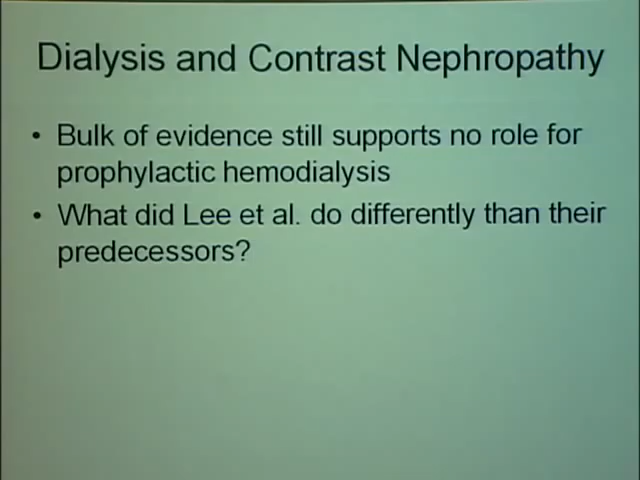 Dialysis and Contrast Nephropathy
• Bulk of evidence still supports no role for
prophylactic hemodialysis
• What did Lee et al. do differently than their
predecessors?